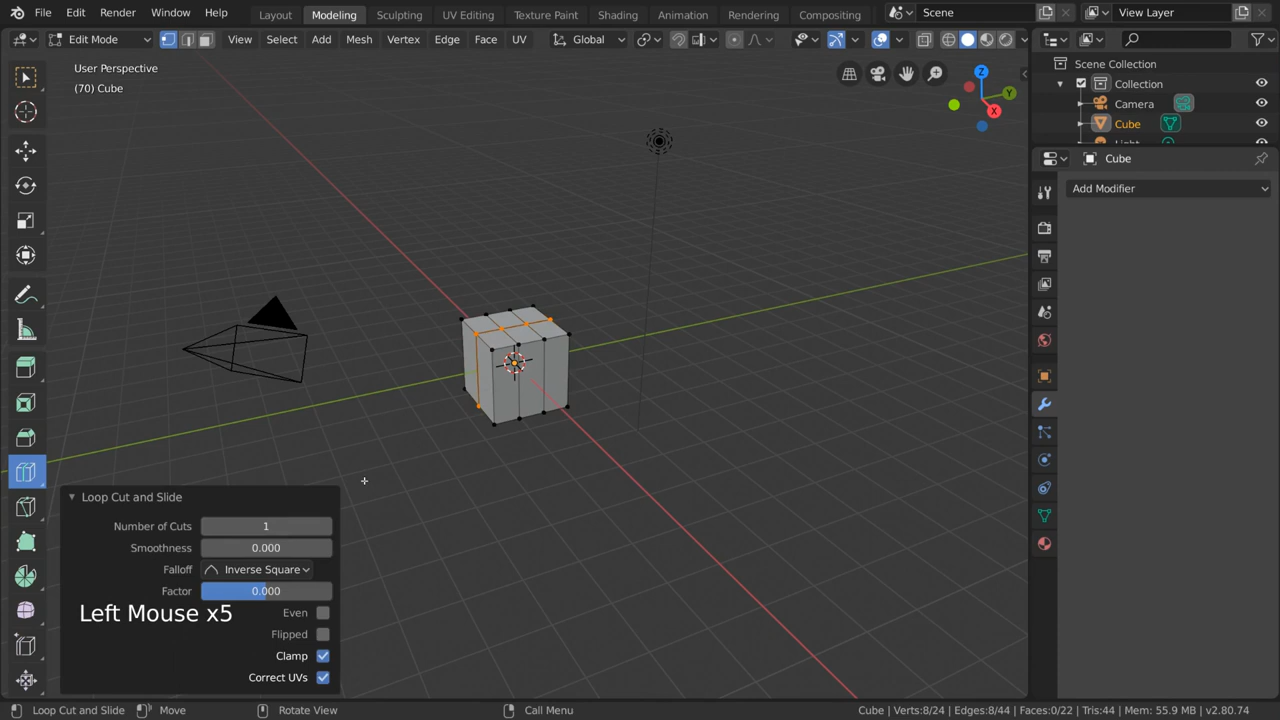 File Edit Render Window Help Layout Modeling Sculpting UV Editing Texture Paint Shading Animation Rendering Compositing Scene View Layer
Edit Mode View Select Add Mesh Vertex Edge Face UV Global
User Perspective
(70) Cube
Z
Y
X
Scene Collection
Collection
Camera
Cube
Light
Cube
Add Modifier
Loop Cut and Slide
Number of Cuts 1
Smoothness 0.000
Falloff Inverse Square
Factor 0.000
Left Mouse x5
Even
Flipped
Clamp
Correct UVs
Loop Cut and Slide Move Rotate View Call Menu Cube | Verts:8/24 | Edges:8/44 | Faces:0/22 | Tris:44 | Mem: 55.9 MB | v2.80.74